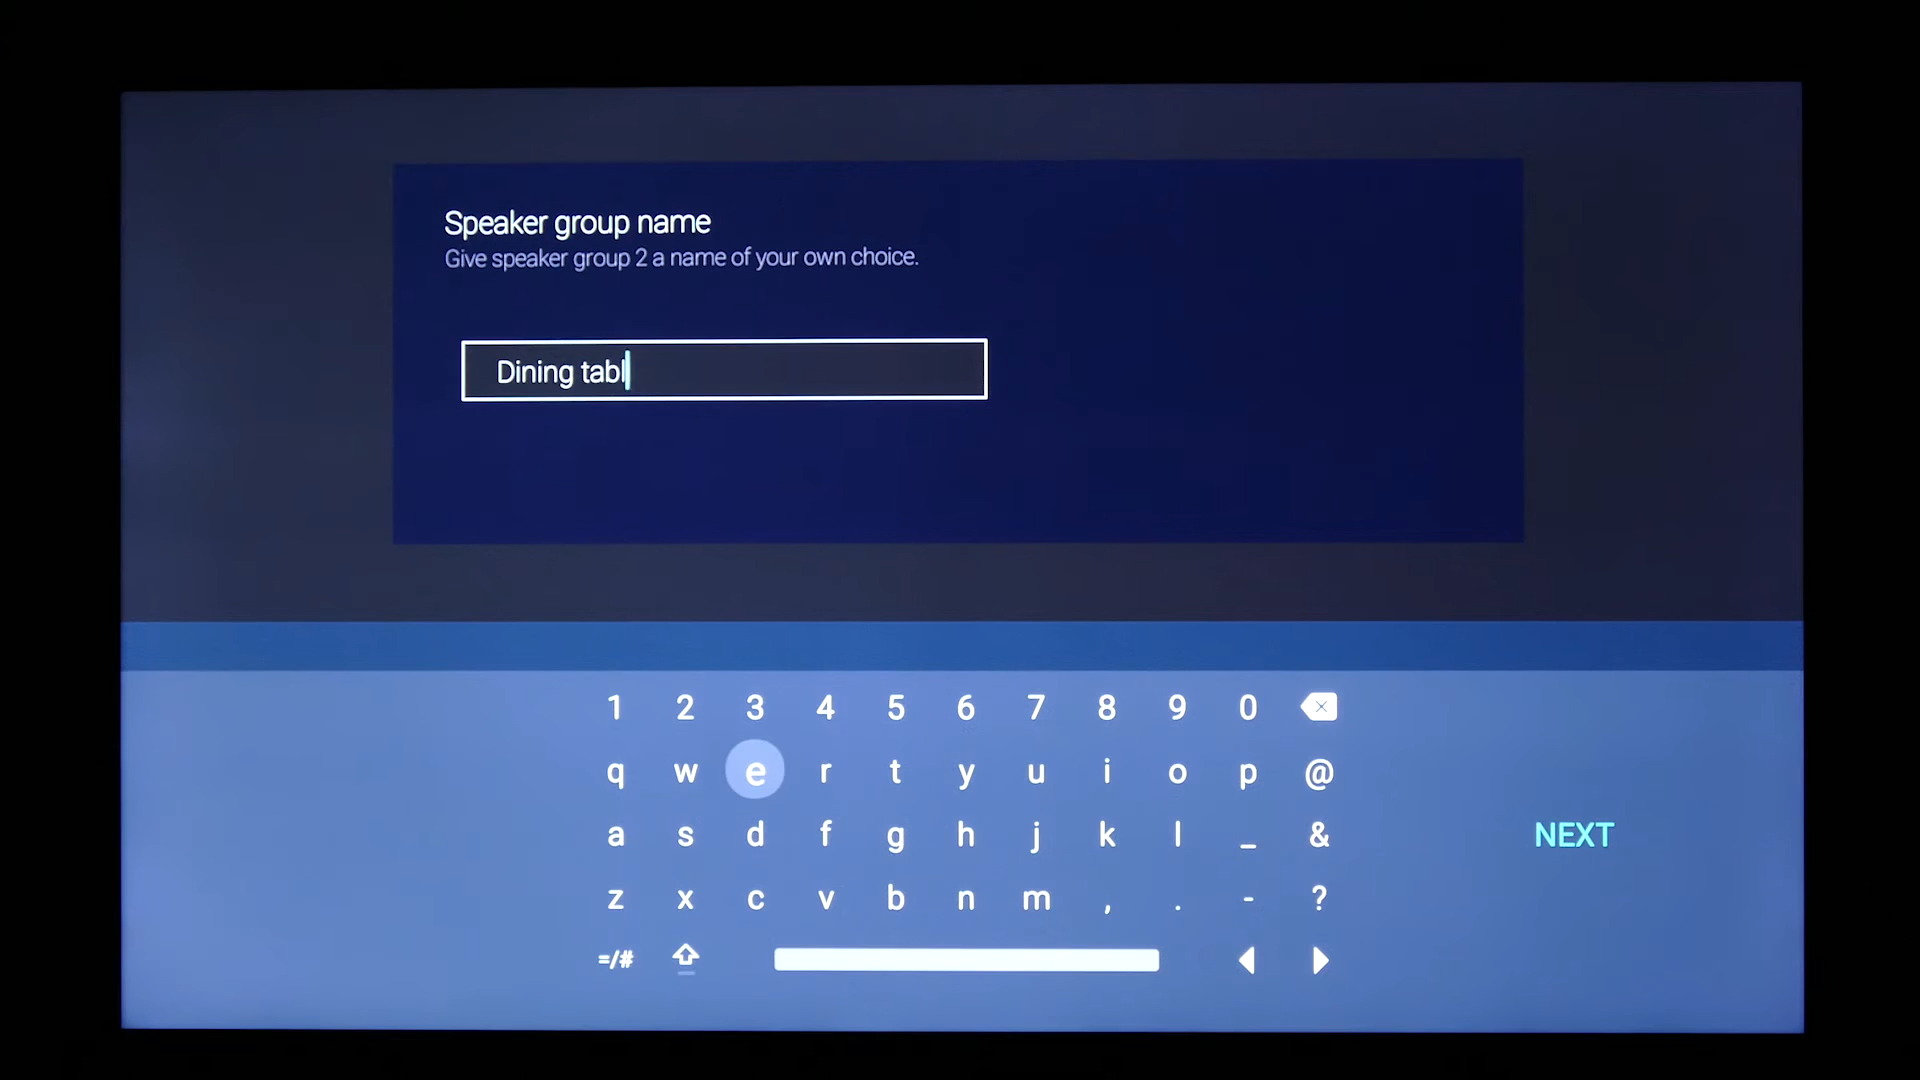 Speaker group name
Give speaker group 2 a name of your own choice.
Dining tabl
1 2 3 4 5 6 7 8 9 0
q w e r t y u i o p @
a s d f g h j k l _ &
NEXT
z x c v b n m , . - ?
=/#